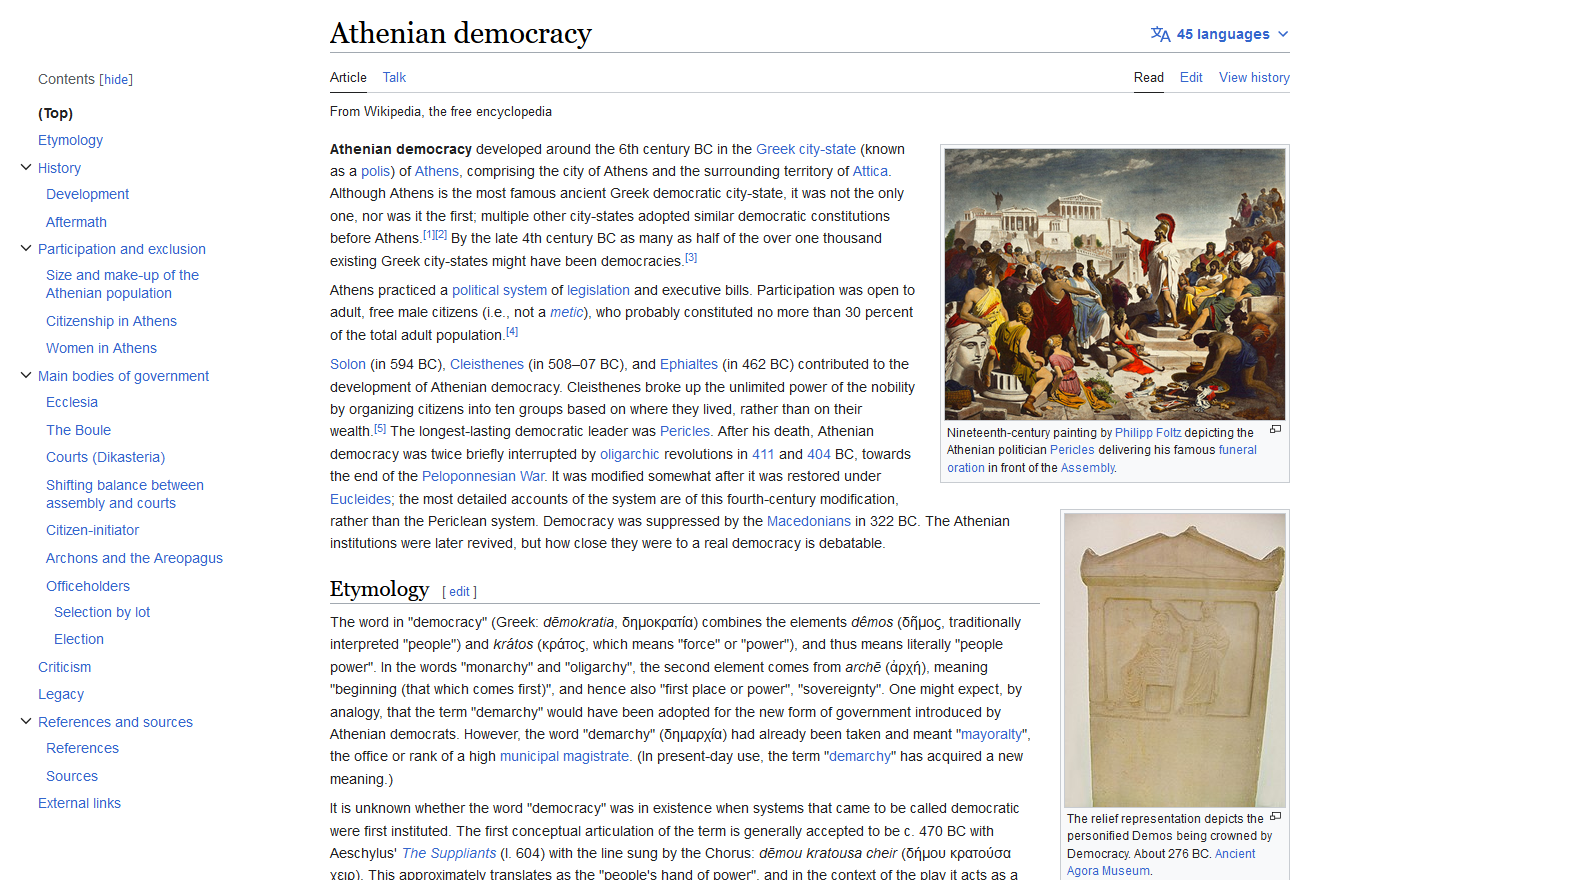 Athenian democracy
45 languages
Contents [hide]
(Top)
Etymology
History
Development
Aftermath
Participation and exclusion
Size and make-up of the
Athenian population
Citizenship in Athens
Women in Athens
Main bodies of government
Ecclesia
The Boule
Courts (Dikasteria)
Shifting balance between
assembly and courts
Citizen-initiator
Archons and the Areopagus
Officeholders
Selection by lot
Election
Criticism
Legacy
References and sources
References
Sources
External links
Article Talk
Read Edit View history
From Wikipedia, the free encyclopedia
Athenian democracy developed around the 6th century BC in the Greek city-state (known
as a polis) of Athens, comprising the city of Athens and the surrounding territory of Attica.
Although Athens is the most famous ancient Greek democratic city-state, it was not the only
one, nor was it the first; multiple other city-states adopted similar democratic constitutions
before Athens.[1][2] By the late 4th century BC as many as half of the over one thousand
existing Greek city-states might have been democracies.[3]
Athens practiced a political system of legislation and executive bills. Participation was open to
adult, free male citizens (i.e., not a metic), who probably constituted no more than 30 percent
of the total adult population.[4]
Solon (in 594 BC), Cleisthenes (in 508–07 BC), and Ephialtes (in 462 BC) contributed to the
development of Athenian democracy. Cleisthenes broke up the unlimited power of the nobility
by organizing citizens into ten groups based on where they lived, rather than on their
wealth.[5] The longest-lasting democratic leader was Pericles. After his death, Athenian
democracy was twice briefly interrupted by oligarchic revolutions in 411 and 404 BC, towards
the end of the Peloponnesian War. It was modified somewhat after it was restored under
Eucleides; the most detailed accounts of the system are of this fourth-century modification,
rather than the Periclean system. Democracy was suppressed by the Macedonians in 322 BC. The Athenian
institutions were later revived, but how close they were to a real democracy is debatable.
Nineteenth-century painting by Philipp Foltz depicting the
Athenian politician Pericles delivering his famous funeral
oration in front of the Assembly.
Etymology [ edit ]
The word in "democracy" (Greek: dēmokratia, δημοκρατία) combines the elements dêmos (δῆμος, traditionally
interpreted "people") and krátos (κράτος, which means "force" or "power"), and thus means literally "people
power". In the words "monarchy" and "oligarchy", the second element comes from archē (ἀρχή), meaning
"beginning (that which comes first)", and hence also "first place or power", "sovereignty". One might expect, by
analogy, that the term "demarchy" would have been adopted for the new form of government introduced by
Athenian democrats. However, the word "demarchy" (δημαρχία) had already been taken and meant "mayoralty",
the office or rank of a high municipal magistrate. (In present-day use, the term "demarchy" has acquired a new
meaning.)
It is unknown whether the word "democracy" was in existence when systems that came to be called democratic
were first instituted. The first conceptual articulation of the term is generally accepted to be c. 470 BC with
Aeschylus' The Suppliants (l. 604) with the line sung by the Chorus: dēmou kratousa cheir (δήμου κρατούσα
χειρ). This approximately translates as the "people's hand of power", and in the context of the play it acts as a
The relief representation depicts the
personified Demos being crowned by
Democracy. About 276 BC. Ancient
Agora Museum.